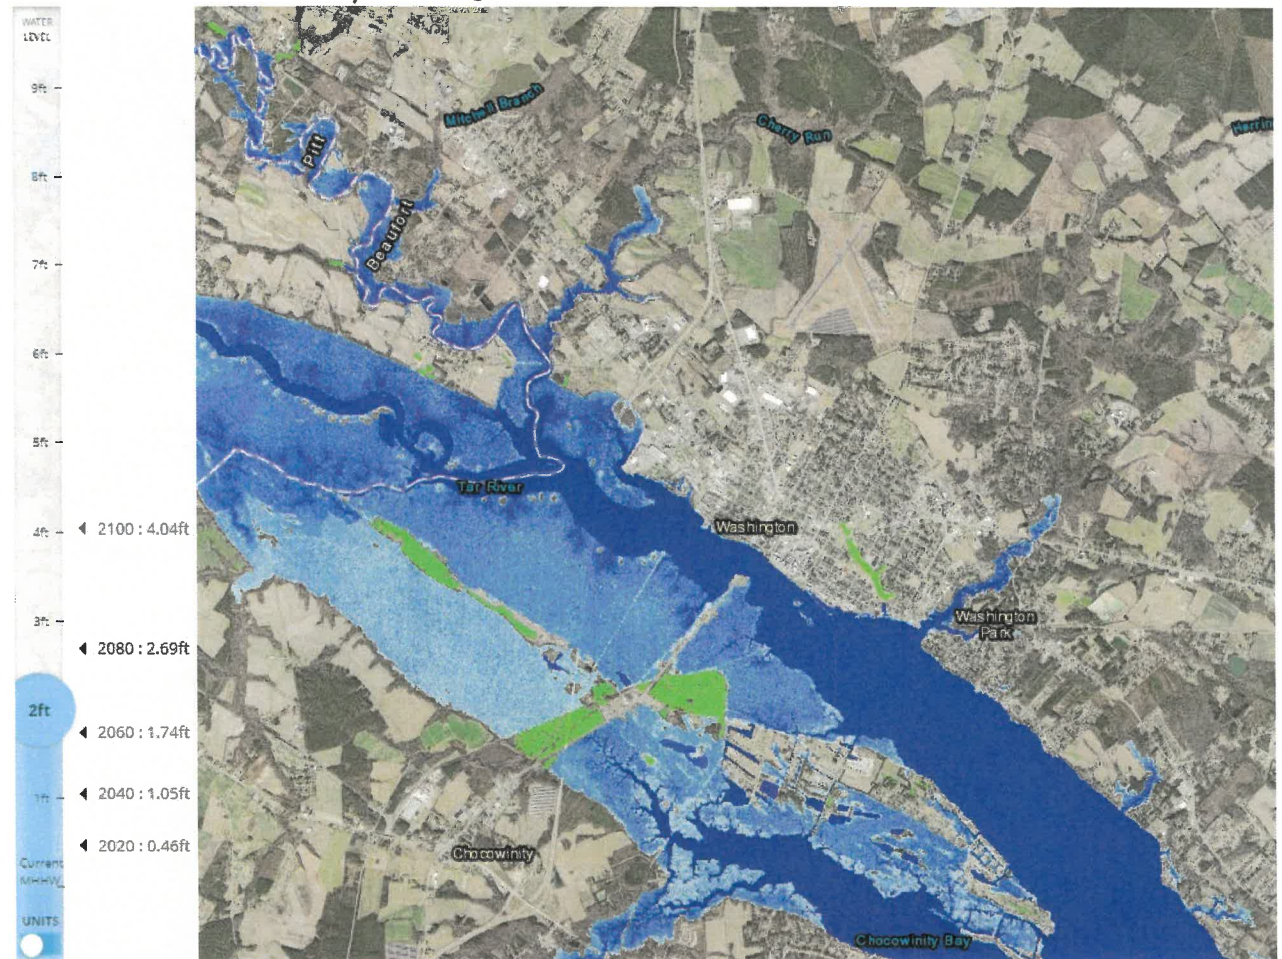 WATER
LEVEL
9ft
8ft
7ft
6ft
5ft
4ft
3ft
2ft
1ft
Current
MHHW
UNITS
2100 : 4.04ft
2080 : 2.69ft
2060 : 1.74ft
2040 : 1.05ft
2020 : 0.46ft
Mitchell Branch
Cherry Run
Pitt
Beaufort
Tar River
Washington
Washington
Park
Chocowinity
Chocowinity Bay